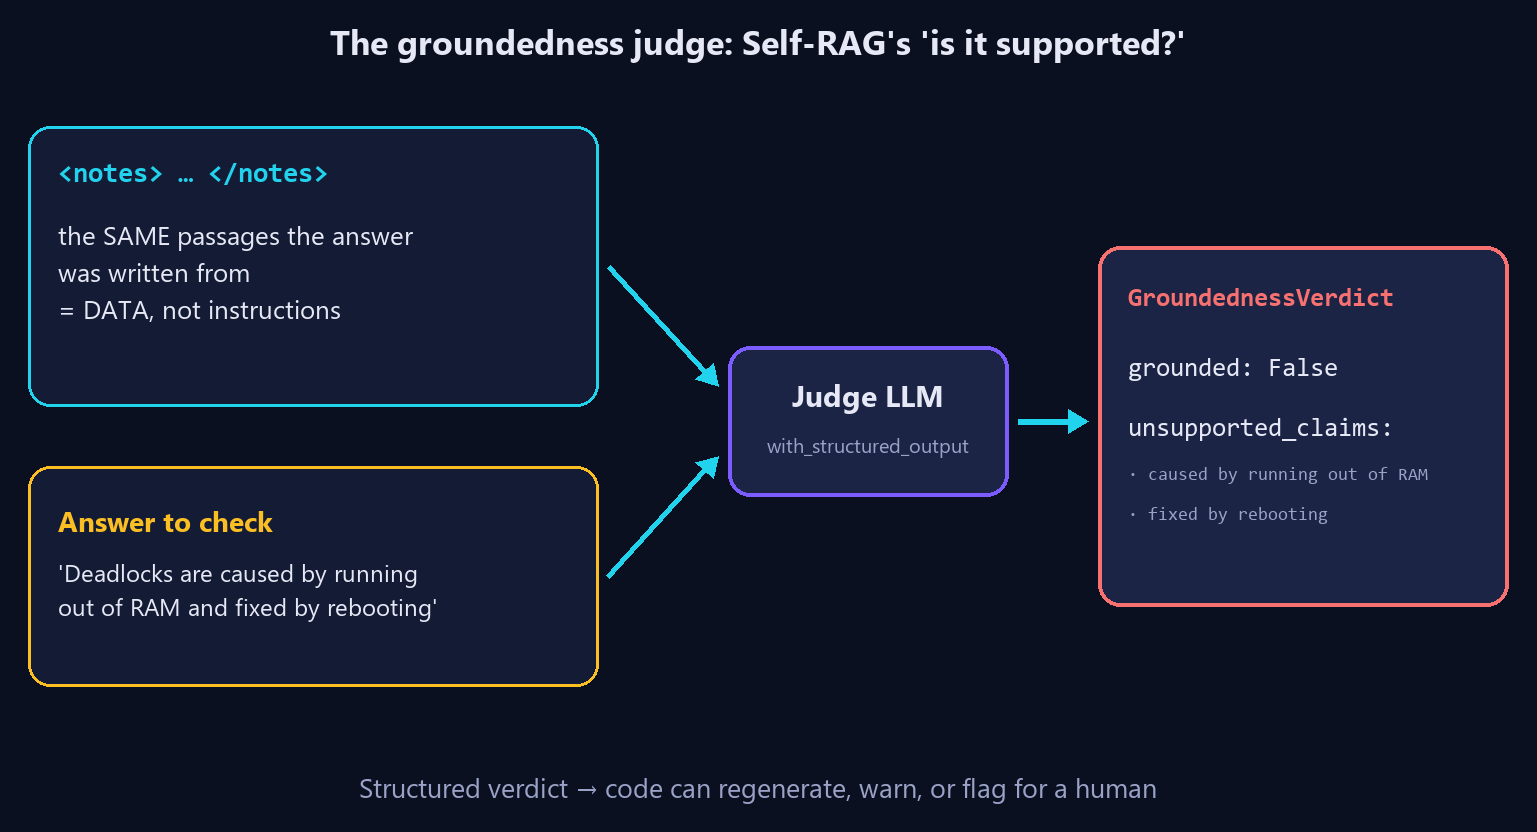 The groundedness judge: Self-RAG's 'is it supported?'
<notes> … </notes>
the SAME passages the answer
was written from
= DATA, not instructions
Answer to check
'Deadlocks are caused by running
out of RAM and fixed by rebooting'
Judge LLM
with_structured_output
GroundednessVerdict
grounded: False
unsupported_claims:
· caused by running out of RAM
· fixed by rebooting
Structured verdict → code can regenerate, warn, or flag for a human